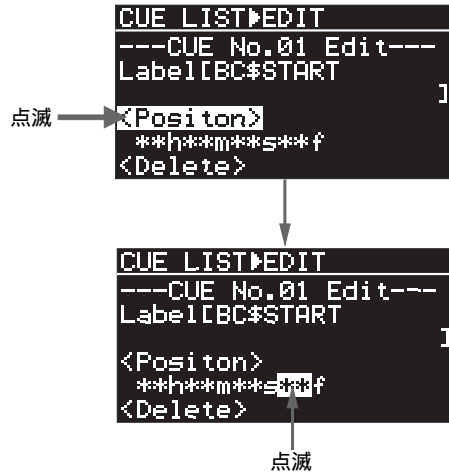 CUE LIST▶EDIT
---CUE No.01 Edit---
Label[BC$START
]
点滅
<Positon>
**h**m**s**f
<Delete>
CUE LIST▶EDIT
---CUE No.01 Edit---
Label[BC$START
]
<Positon>
**h**m**s**f
<Delete>
点滅